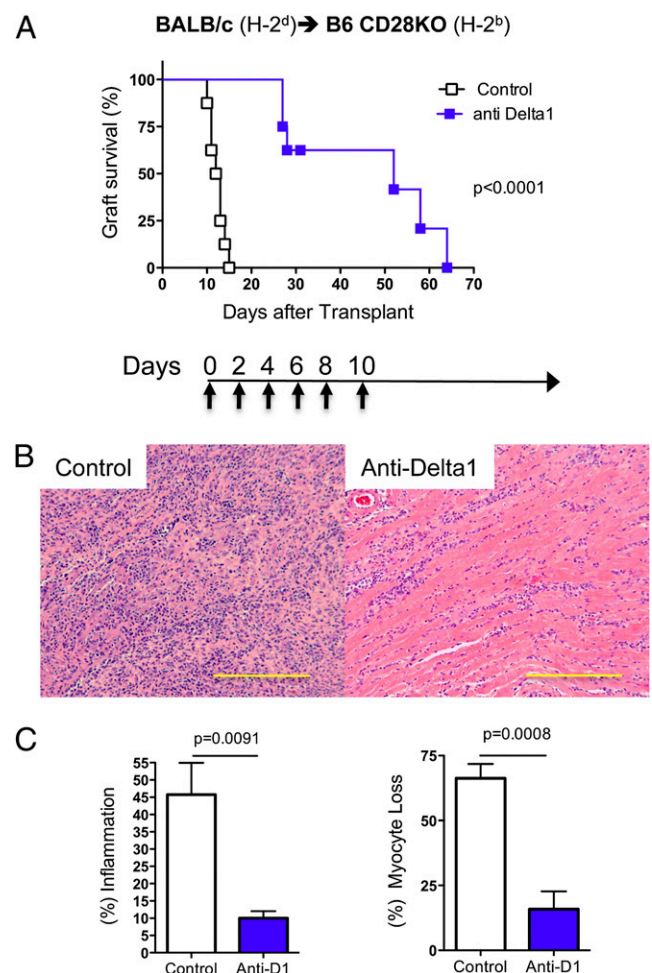 A
BALB/c (H-2ᵈ)➔ B6 CD28KO (H-2ᵇ)
Graft survival (%)
100
75
50
25
0
0 10 20 30 40 50 60 70
Days after Transplant
Control
anti Delta1
p<0.0001
Days 0 2 4 6 8 10
B
Control
Anti-Delta1
C
p=0.0091
(%) Inflammation
55
50
45
40
35
30
25
20
15
10
5
0
Control Anti-D1
p=0.0008
(%) Myocyte Loss
75
50
25
0
Control Anti-D1